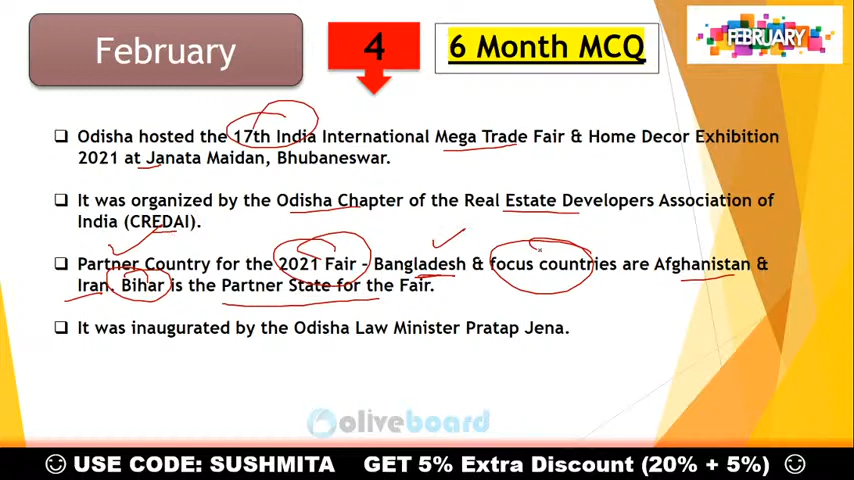 February
4
6 Month MCQ
FEBRUARY
❑ Odisha hosted the 17th India International Mega Trade Fair & Home Decor Exhibition
2021 at Janata Maidan, Bhubaneswar.
❑ It was organized by the Odisha Chapter of the Real Estate Developers Association of
India (CREDAI).
❑ Partner Country for the 2021 Fair - Bangladesh & focus countries are Afghanistan &
Iran. Bihar is the Partner State for the Fair.
❑ It was inaugurated by the Odisha Law Minister Pratap Jena.
oliveboard
USE CODE: SUSHMITA GET 5% Extra Discount (20% + 5%)